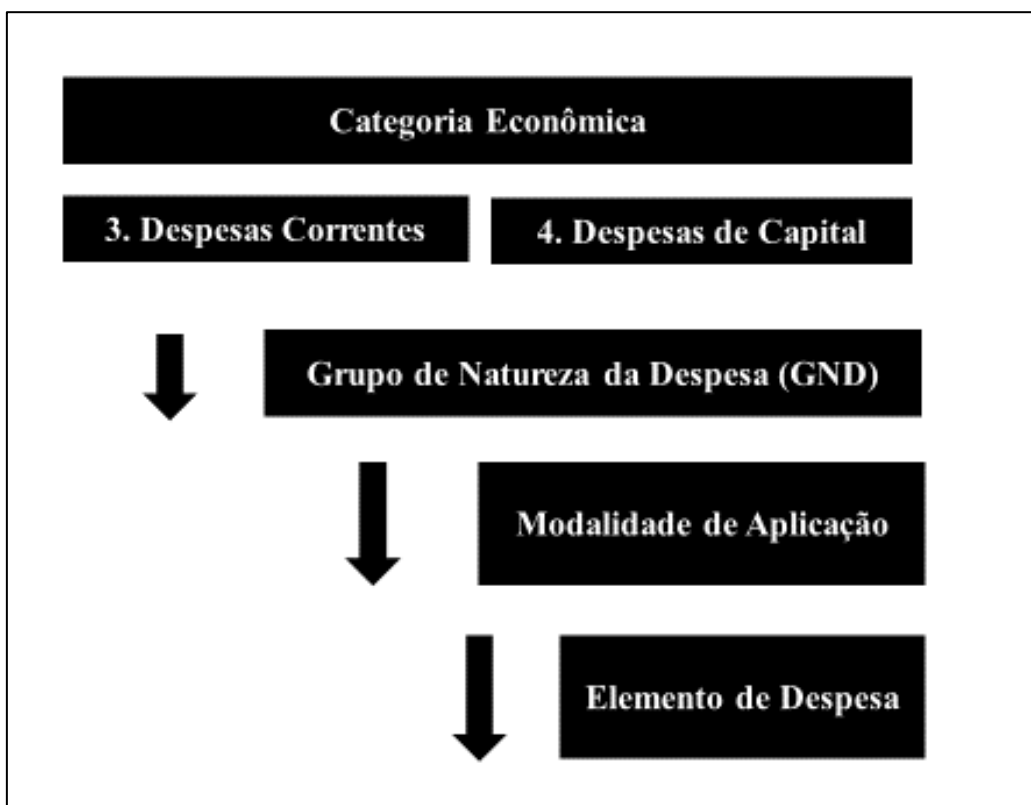 Categoria Econômica
3. Despesas Correntes
4. Despesas de Capital
Grupo de Natureza da Despesa (GND)
Modalidade de Aplicação
Elemento de Despesa